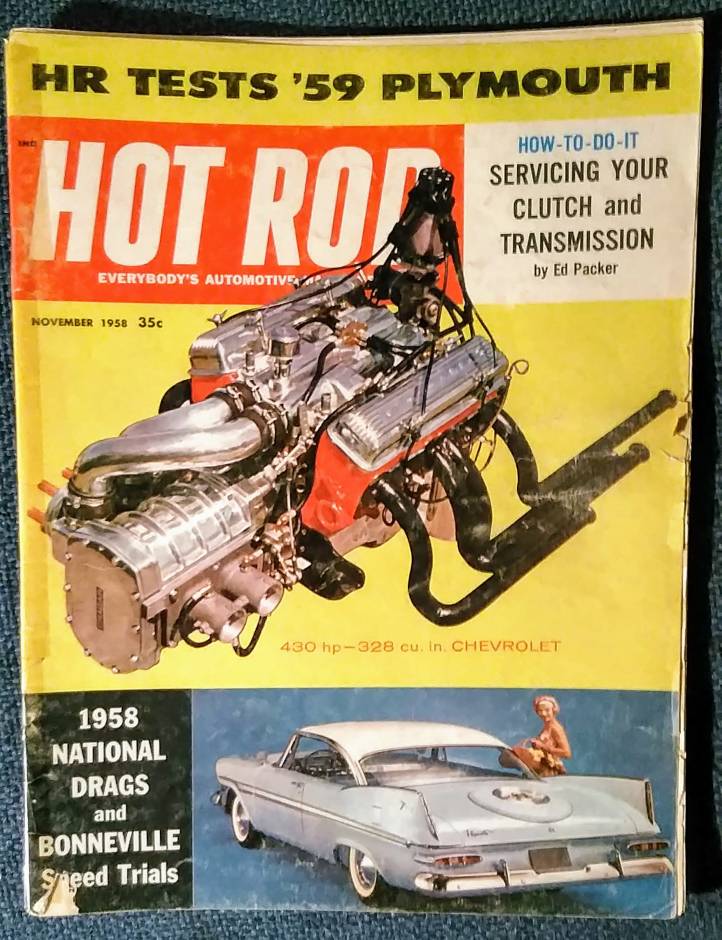 HR TESTS '59 PLYMOUTH
HOT ROD
EVERYBODY'S AUTOMOTIVE
HOW-TO-DO-IT
SERVICING YOUR
CLUTCH and
TRANSMISSION
by Ed Packer
NOVEMBER 1958 35c
430 hp–328 cu. in. CHEVROLET
1958
NATIONAL
DRAGS
and
BONNEVILLE
Speed Trials